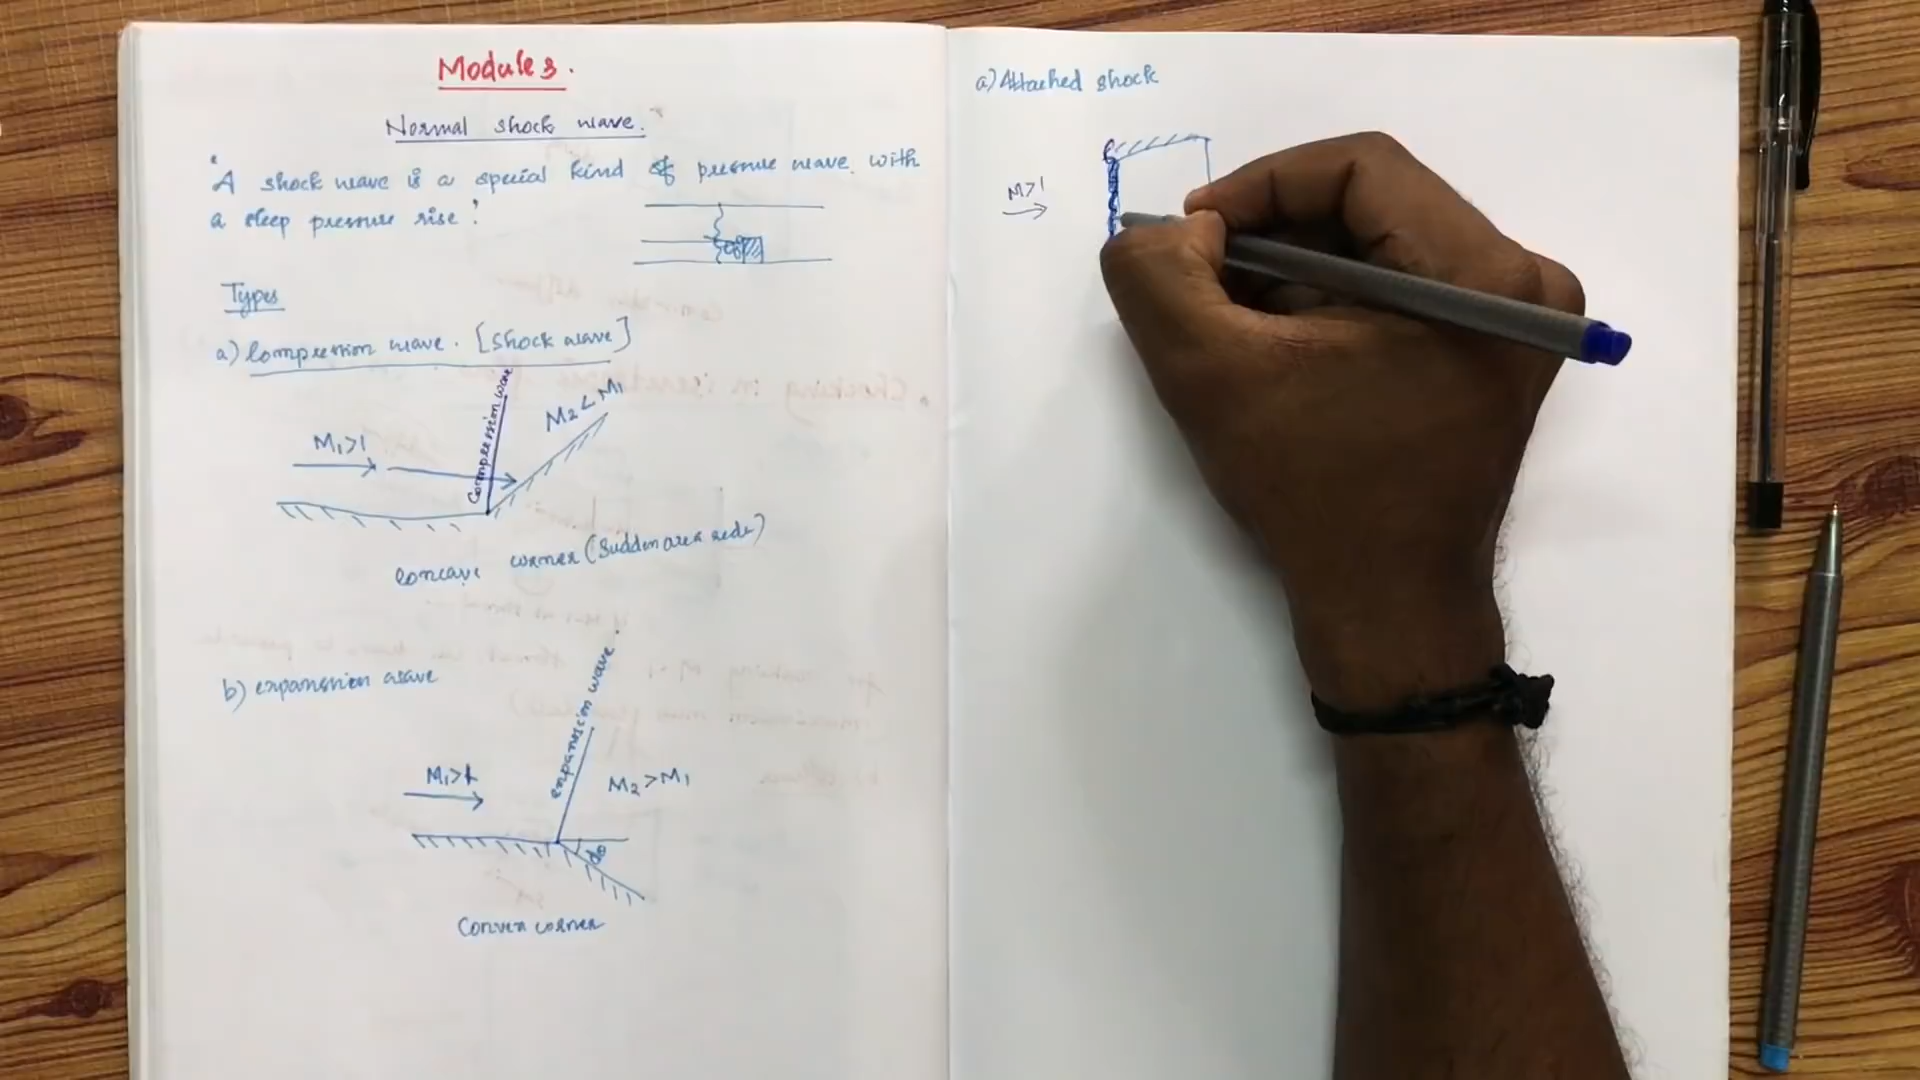 Module 3.
Normal shock wave.
"A shock wave is a special kind of pressure wave with
a steep pressure rise"
Types
a) Compression wave. [Shock wave]
M₁>1
Compression wave
M₂ < M₁
Concave corner (Sudden area redu)
b) expansion wave
M₁>1
expansion wave.
M₂ > M₁
dθ
Convex corner
a) Attached shock
M>1